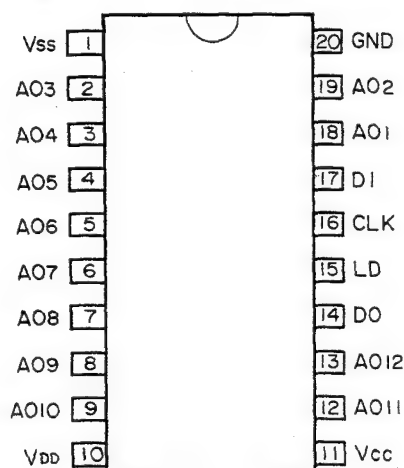 Vss 1 20 GND
AO3 2 19 AO2
AO4 3 18 AO1
AO5 4 17 DI
AO6 5 16 CLK
AO7 6 15 LD
AO8 7 14 DO
AO9 8 13 AO12
AO10 9 12 AO11
VDD 10 11 Vcc